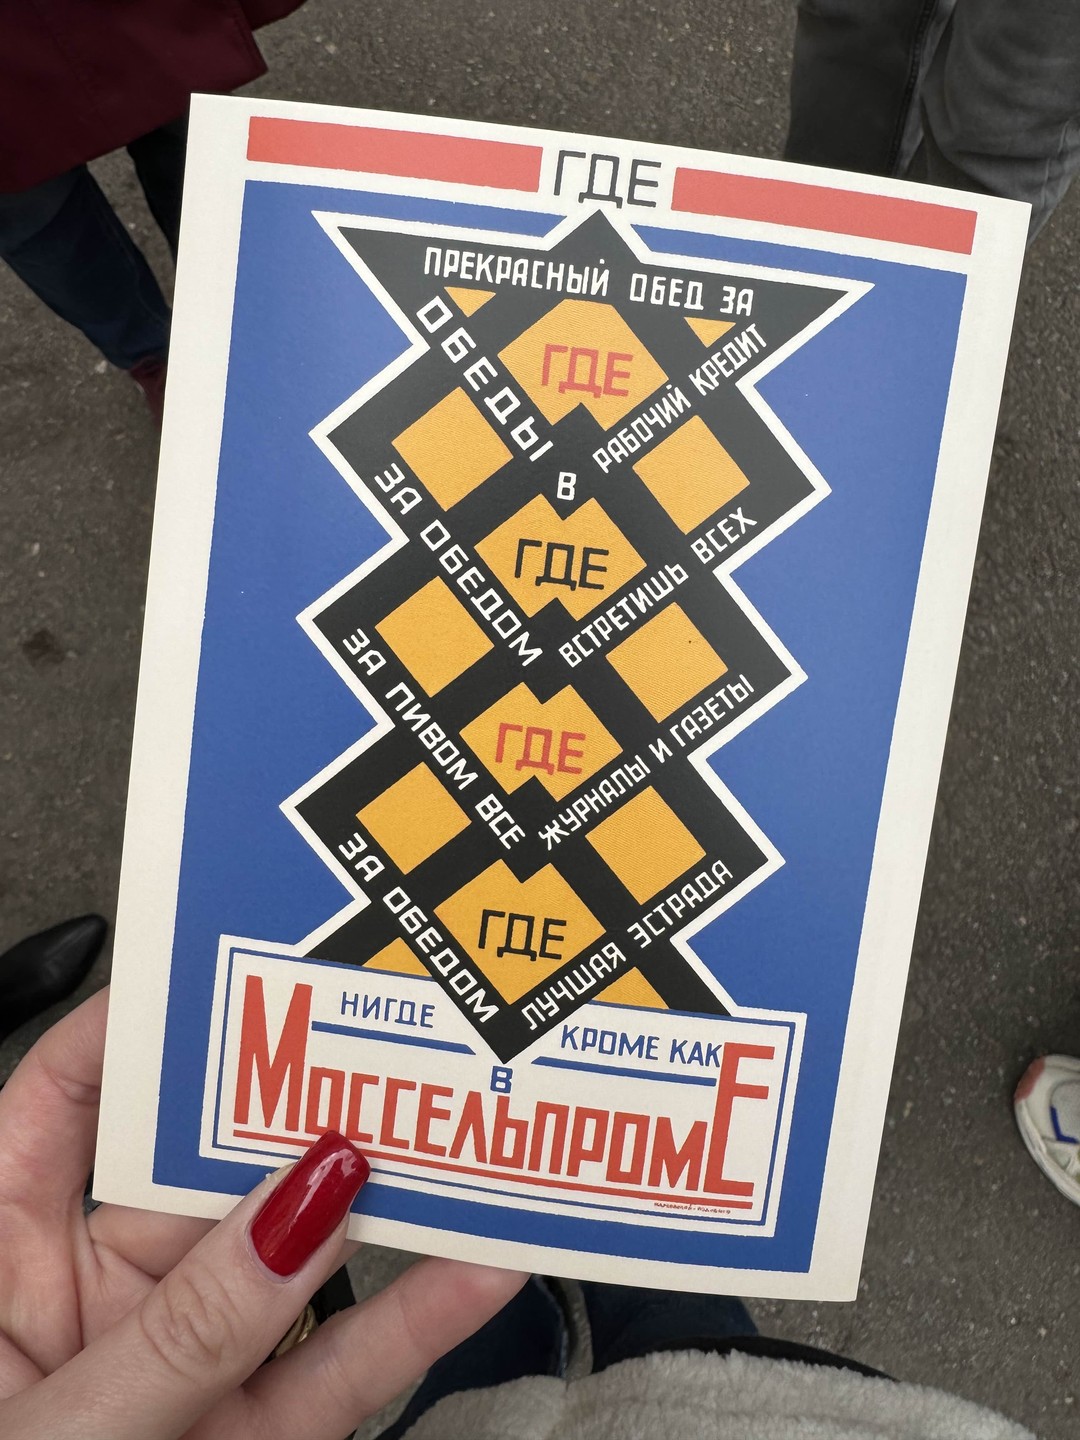 ГДЕ
ПРЕКРАСНЫЙ ОБЕД ЗА
ОБЕДЫ
В
РАБОЧИЙ КРЕДИТ
ГДЕ
ЗА ОБЕДОМ
ВСТРЕТИШЬ ВСЕХ
ГДЕ
ЗА ПИВОМ ВСЕ
ЖУРНАЛЫ И ГАЗЕТЫ
ГДЕ
ЗА ОБЕДОМ
ЛУЧШАЯ ЭСТРАДА
ГДЕ
НИГДЕ
КРОМЕ КАК
В
МОССЕЛЬПРОМЕ